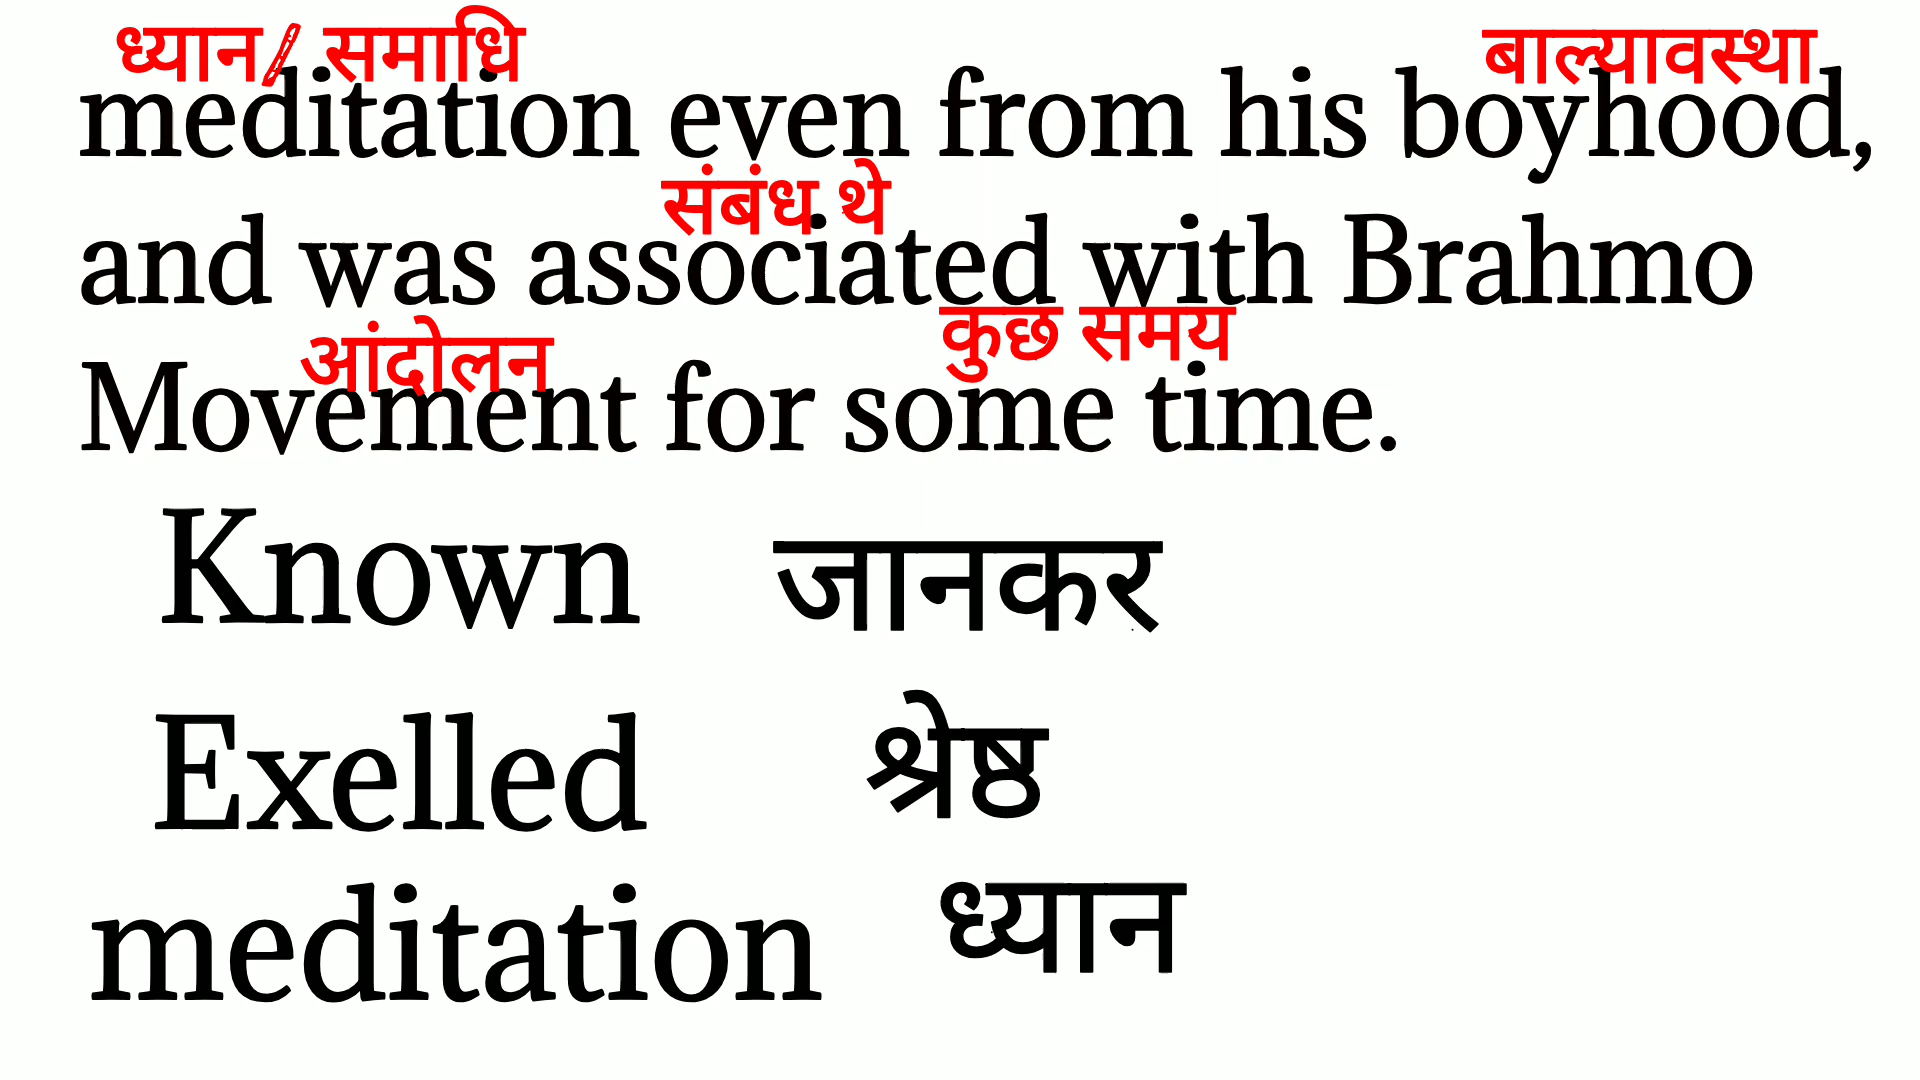 ध्यान/ समाधि बाल्यावस्था
meditation even from his boyhood,
संबंध थे
and was associated with Brahmo
आंदोलन कुछ समय
Movement for some time.
Known जानकर
Exelled श्रेष्ठ
meditation ध्यान